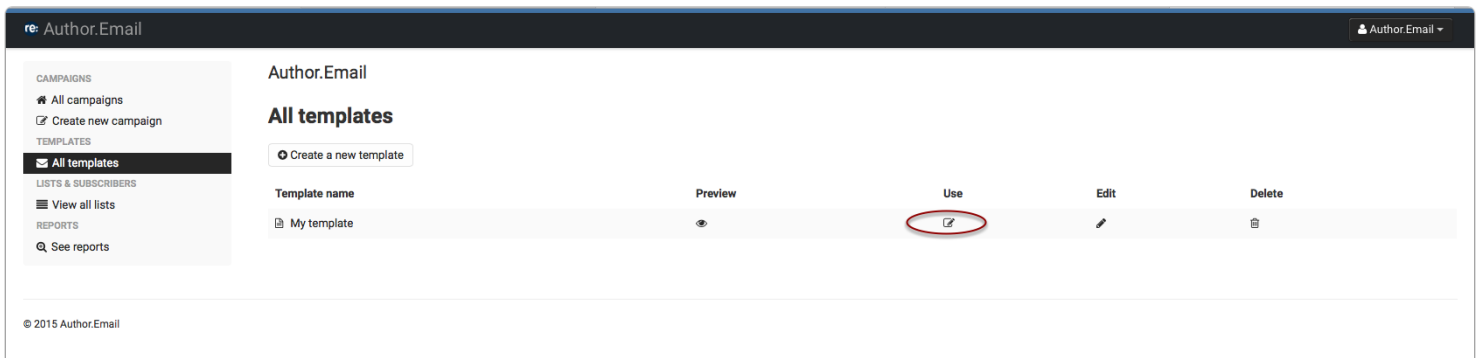 re: Author.Email
Author.Email
CAMPAIGNS
All campaigns
Create new campaign
TEMPLATES
All templates
LISTS & SUBSCRIBERS
View all lists
REPORTS
See reports
Author.Email
All templates
Create a new template
Template name Preview Use Edit Delete
My template
© 2015 Author.Email